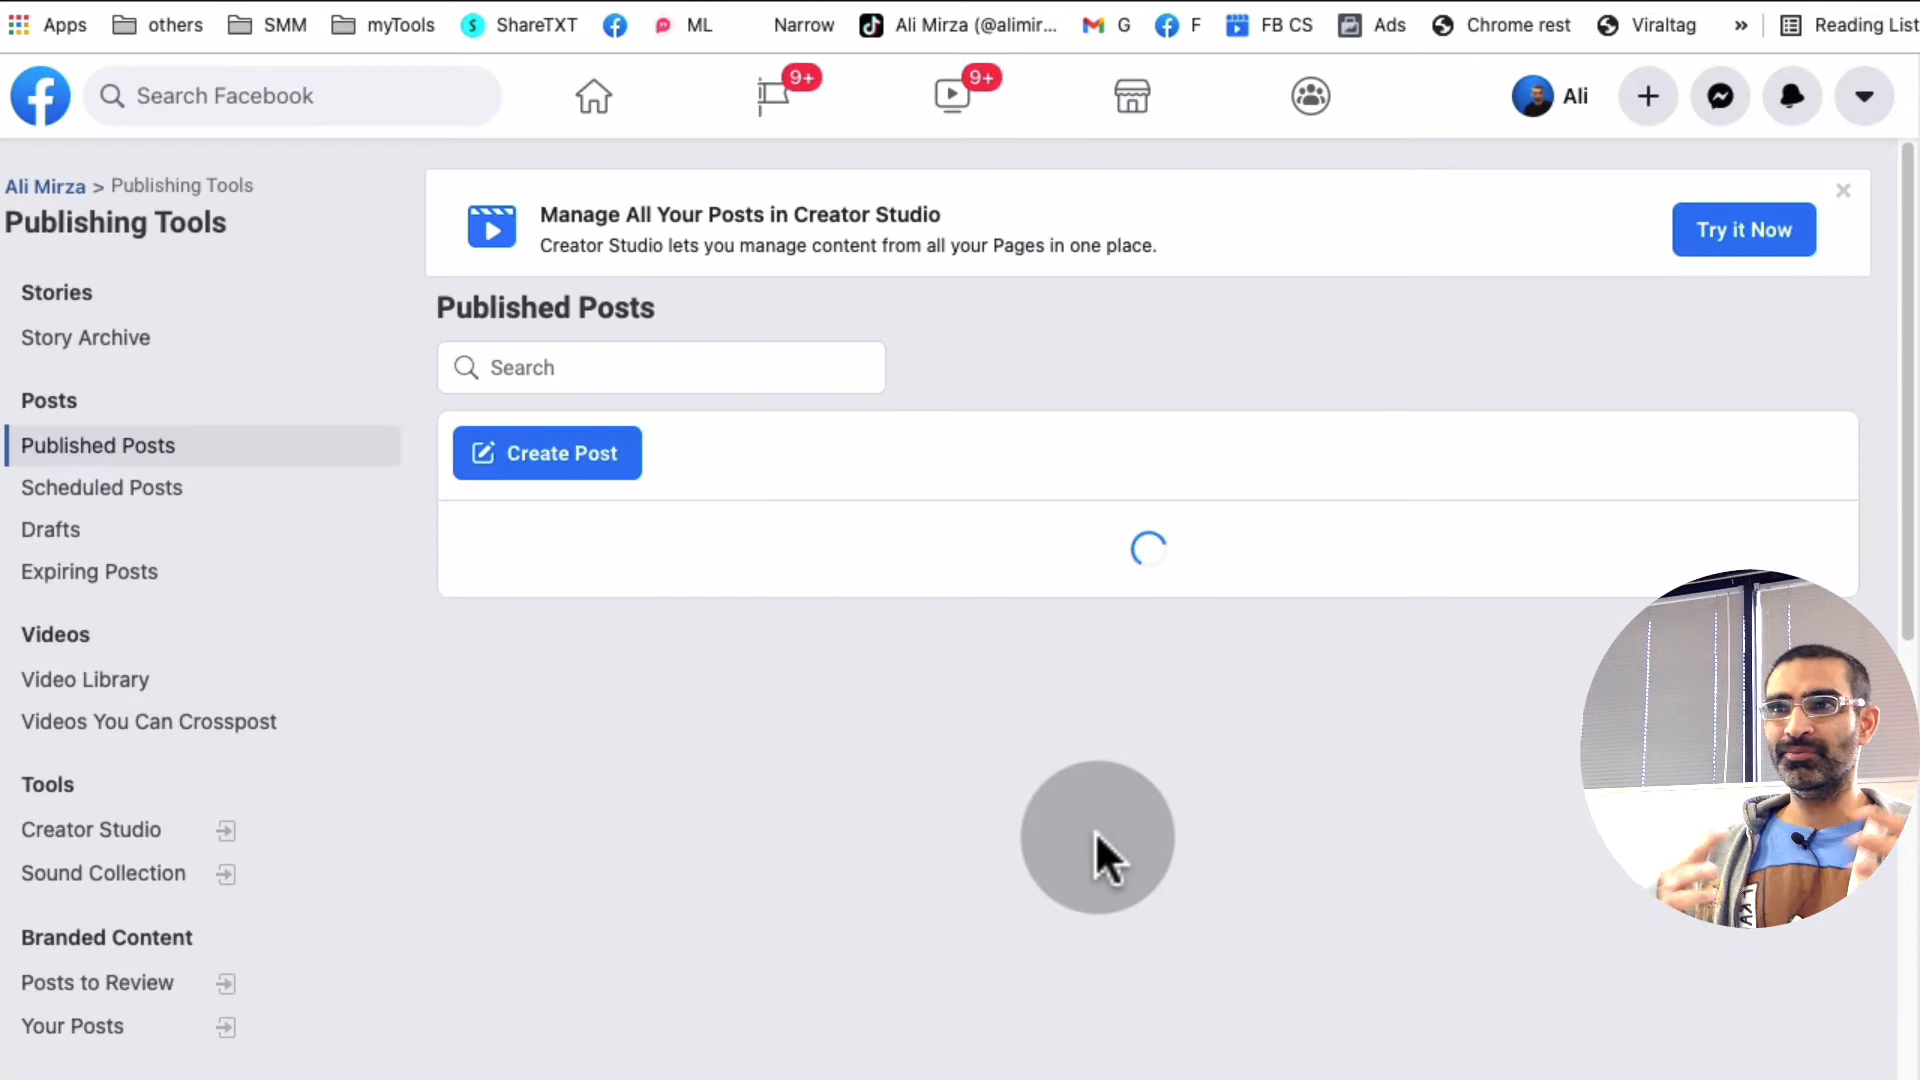 Apps others SMM myTools ShareTXT ML Narrow Ali Mirza (@alimir... G F FB CS Ads Chrome rest Viraltag » Reading List
Search Facebook 9+ 9+ Ali
Ali Mirza > Publishing Tools
Publishing Tools
Stories
Story Archive
Posts
Published Posts
Scheduled Posts
Drafts
Expiring Posts
Videos
Video Library
Videos You Can Crosspost
Tools
Creator Studio
Sound Collection
Branded Content
Posts to Review
Your Posts
Manage All Your Posts in Creator Studio
Creator Studio lets you manage content from all your Pages in one place.
Try it Now
Published Posts
Search
Create Post